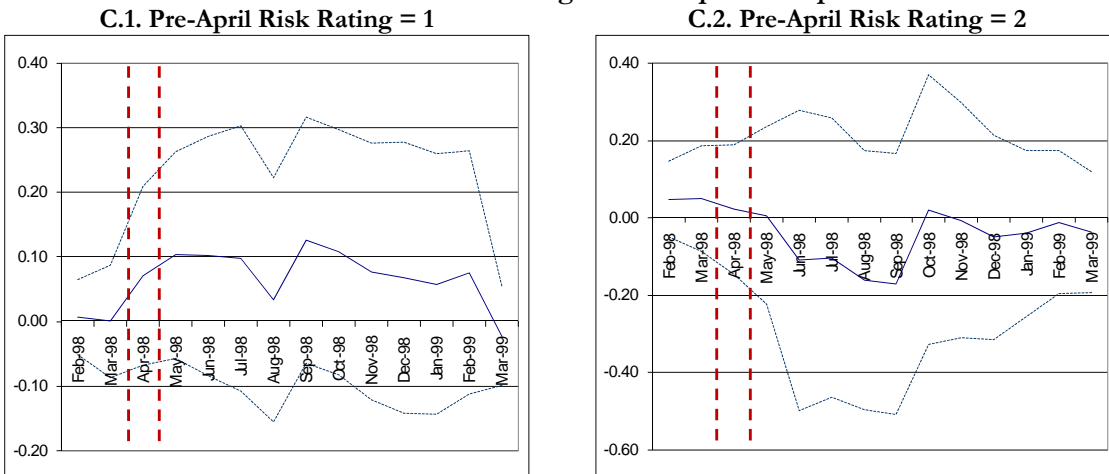 C.1. Pre-April Risk Rating = 1
0.40
0.30
0.20
0.10
0.00
-0.10
-0.20
Feb-98
Mar-98
Apr-98
May-98
Jun-98
Jul-98
Aug-98
Sep-98
Oct-98
Nov-98
Dec-98
Jan-99
Feb-99
Mar-99
C.2. Pre-April Risk Rating = 2
0.40
0.20
0.00
-0.20
-0.40
-0.60
Feb-98
Mar-98
Apr-98
May-98
Jun-98
Jul-98
Aug-98
Sep-98
Oct-98
Nov-98
Dec-98
Jan-99
Feb-99
Mar-99